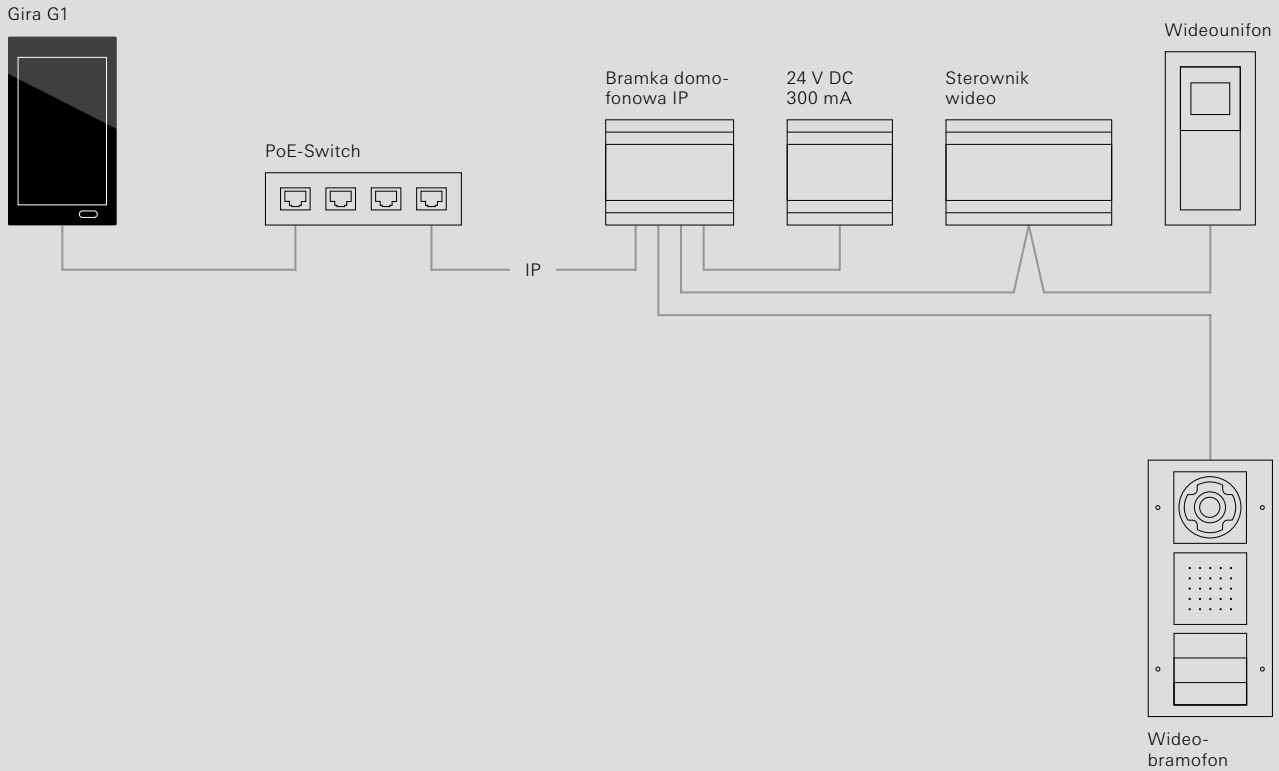 Gira G1
Wideounifon
Bramka domo-
fonowa IP
24 V DC
300 mA
Sterownik
wideo
PoE-Switch
IP
Wideo-
bramofon